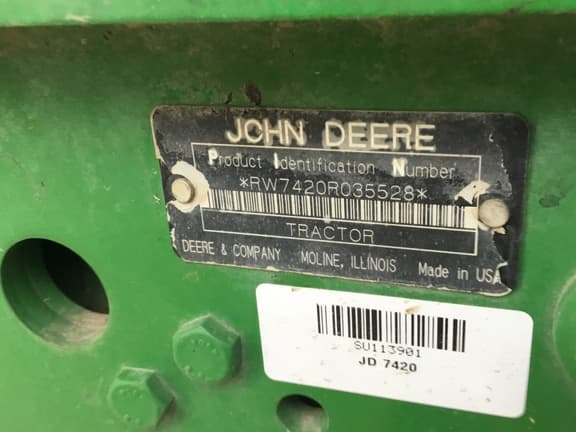 JOHN DEERE
Product Identification Number
*RW7420R035528*
TRACTOR
DEERE & COMPANY MOLINE, ILLINOIS Made in USA
SU113901
JD 7420